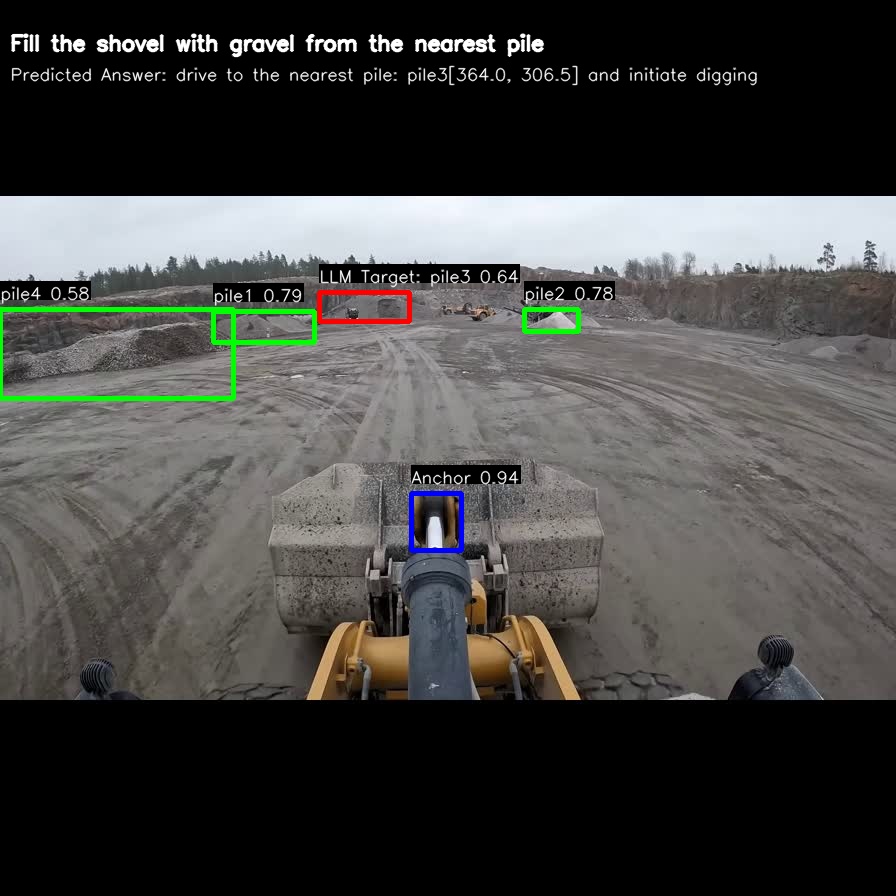 Fill the shovel with gravel from the nearest pile
Predicted Answer: drive to the nearest pile: pile3[364.0, 306.5] and initiate digging
LLM Target: pile3 0.64
pile4 0.58
pile1 0.79
pile2 0.78
Anchor 0.94